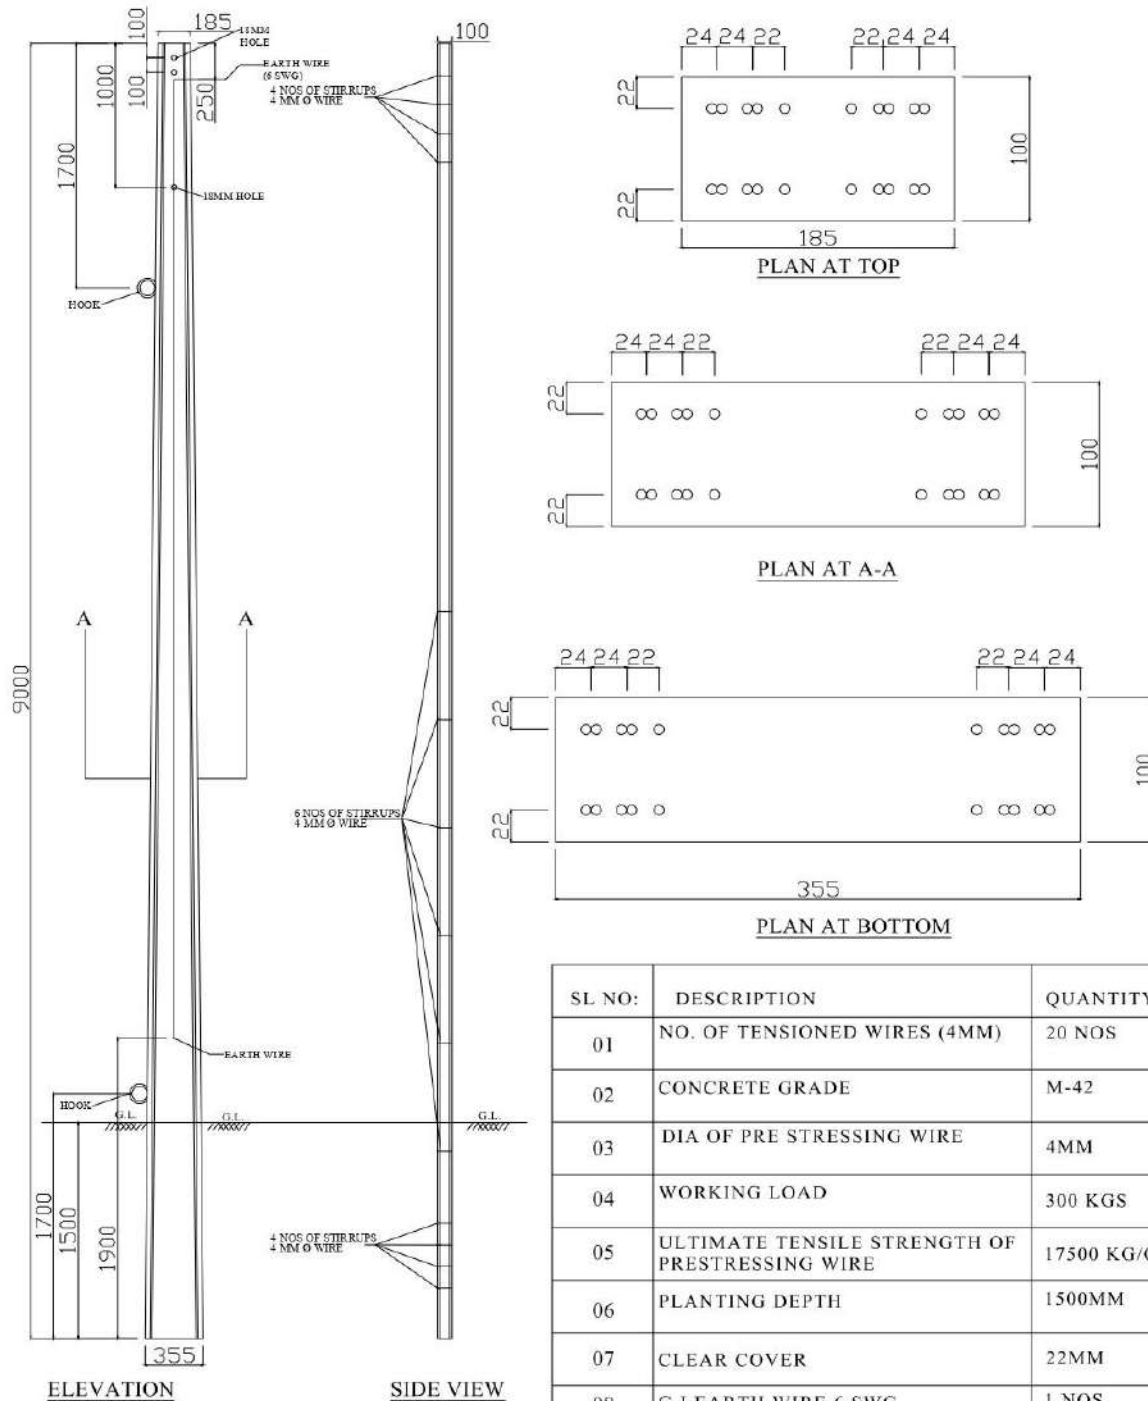 100
185
18MM
HOLE
EARTH WIRE
(6 SWG)
1000
100
250
1700
18MM HOLE
HOOK
A
A
9000
EARTH WIRE
HOOK
G.L.
G.L.
1700
1500
1900
355
ELEVATION
100
4 NOS OF STIRRUPS
4 MM Ø WIRE
6 NOS OF STIRRUPS
4 MM Ø WIRE
G.L.
4 NOS OF STIRRUPS
4 MM Ø WIRE
SIDE VIEW
24 24 22 22 24 24
22
22
100
185
PLAN AT TOP
24 24 22 22 24 24
22
22
100
PLAN AT A-A
24 24 22 22 24 24
22
22
100
355
PLAN AT BOTTOM
SL NO: DESCRIPTION QUANTITY
01 NO. OF TENSIONED WIRES (4MM) 20 NOS
02 CONCRETE GRADE M-42
03 DIA OF PRE STRESSING WIRE 4MM
04 WORKING LOAD 300 KGS
05 ULTIMATE TENSILE STRENGTH OF
PRESTRESSING WIRE 17500 KG/
06 PLANTING DEPTH 1500MM
07 CLEAR COVER 22MM
08 G.I EARTH WIRE 6 SWG 1 NOS